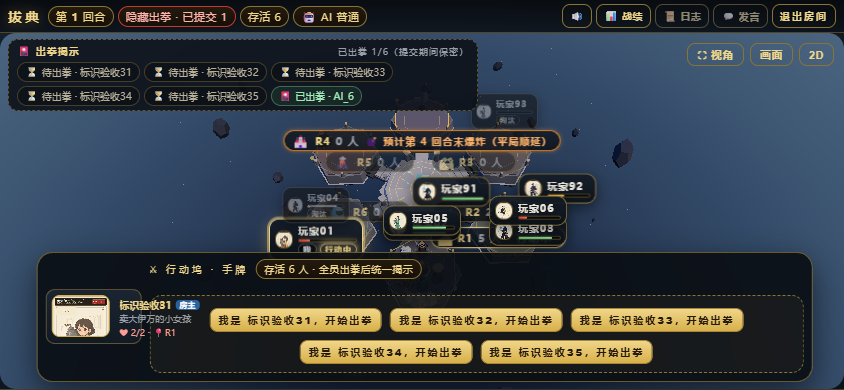 拔典 第 1 回合 隐藏出拳 · 已提交 1 存活 6 AI 普通 战绩 日志 发言 退出房间
出拳揭示 已出拳 1/6（提交期间保密）
待出拳 · 标识验收31 待出拳 · 标识验收32 待出拳 · 标识验收33
待出拳 · 标识验收34 待出拳 · 标识验收35 已出拳 · AI_6
视角 画面 2D
玩家93
淘汰
R4 0 人 预计第 4 回合末爆炸（平局顺延）
R5 0 人 R3 0 人
玩家91
玩家92
玩家04
淘汰
R6 R2
玩家06
玩家05
玩家03
玩家01
R1 5
行动中
行动坞 · 手牌 存活 6 人 · 全员出拳后统一揭示
标识验收31 房主
卖大伊万的小女孩
2/2 · R1
我是 标识验收31，开始出拳 我是 标识验收32，开始出拳 我是 标识验收33，开始出拳
我是 标识验收34，开始出拳 我是 标识验收35，开始出拳